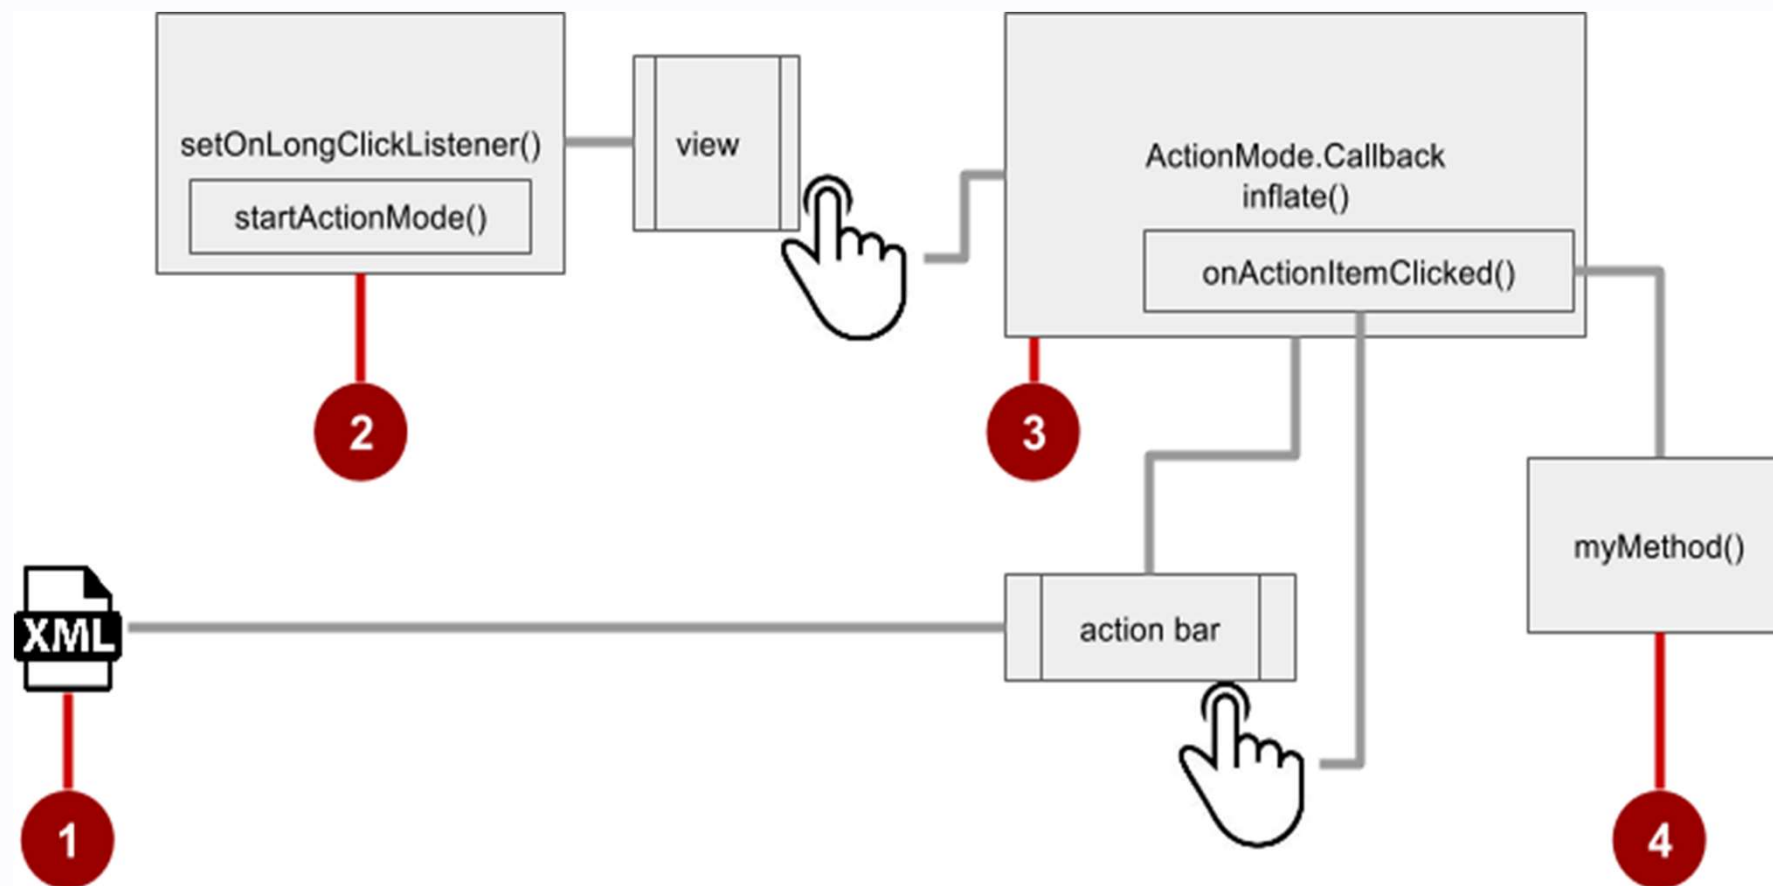 setOnLongClickListener()
startActionMode()
view
ActionMode.Callback
inflate()
onActionItemClicked()
2
3
myMethod()
XML
action bar
1
4